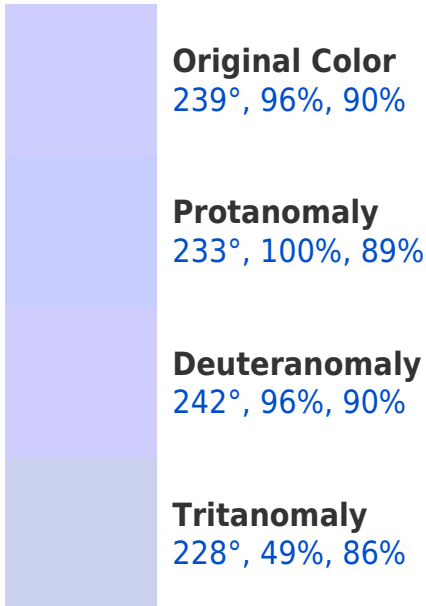 Original Color
239°, 96%, 90%
Protanomaly
233°, 100%, 89%
Deuteranomaly
242°, 96%, 90%
Tritanomaly
228°, 49%, 86%